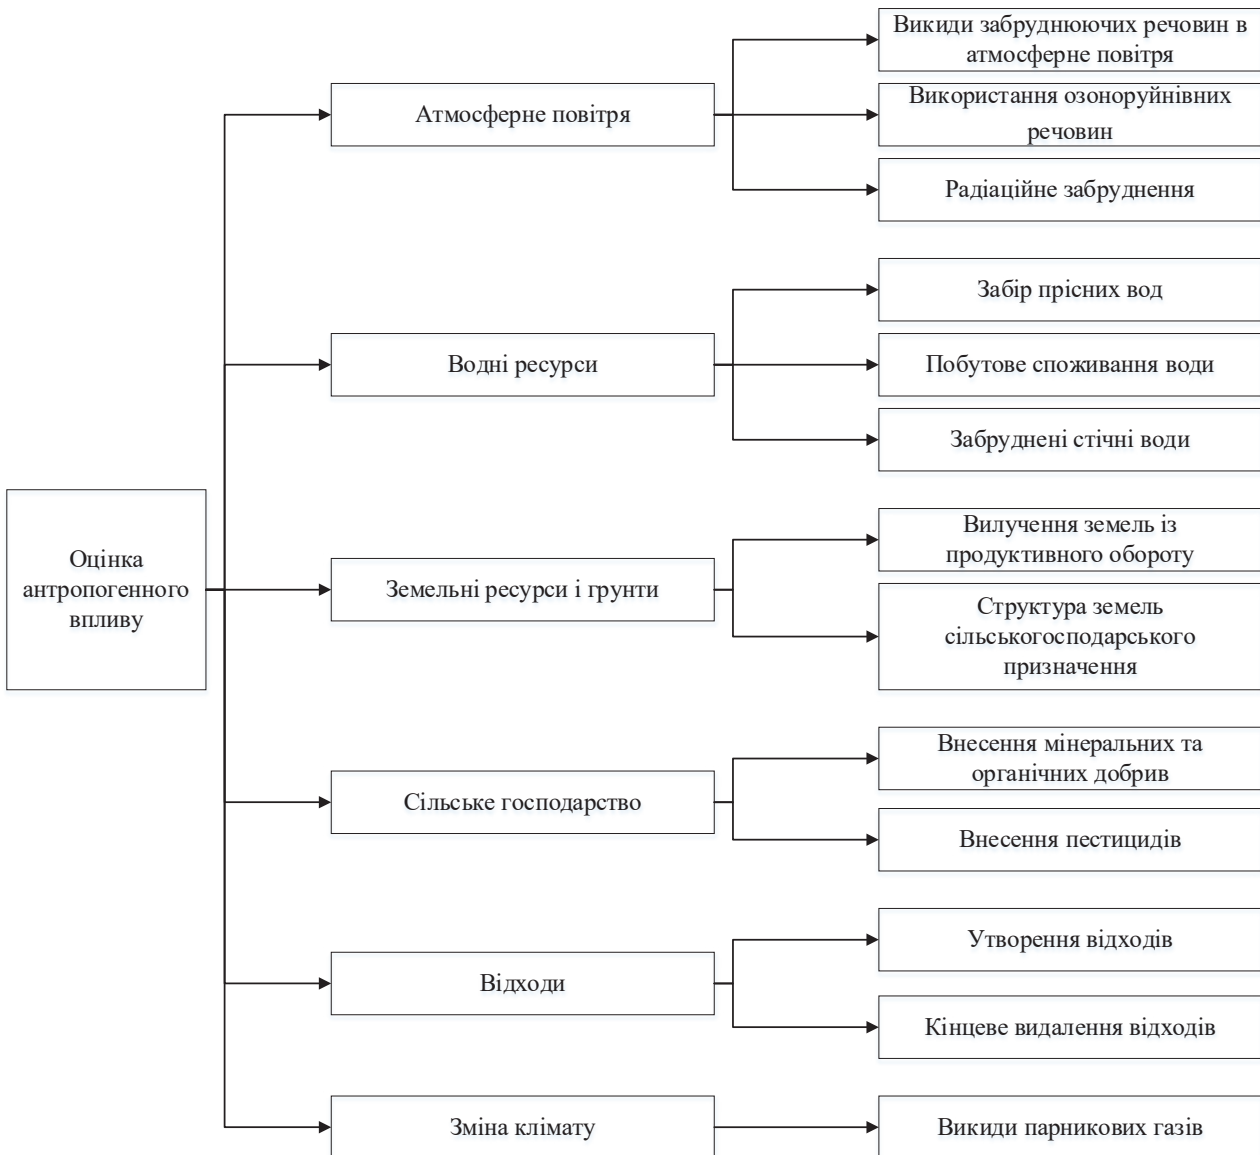 Оцінка
антропогенного
впливу
Атмосферне повітря
Викиди забруднюючих речовин в
атмосферне повітря
Використання озоноруйнівних
речовин
Радіаційне забруднення
Водні ресурси
Забір прісних вод
Побутове споживання води
Забруднені стічні води
Земельні ресурси і грунти
Вилучення земель із
продуктивного обороту
Структура земель
сільськогосподарського
призначення
Сільське господарство
Внесення мінеральних та
органічних добрив
Внесення пестицидів
Відходи
Утворення відходів
Кінцеве видалення відходів
Зміна клімату
Викиди парникових газів